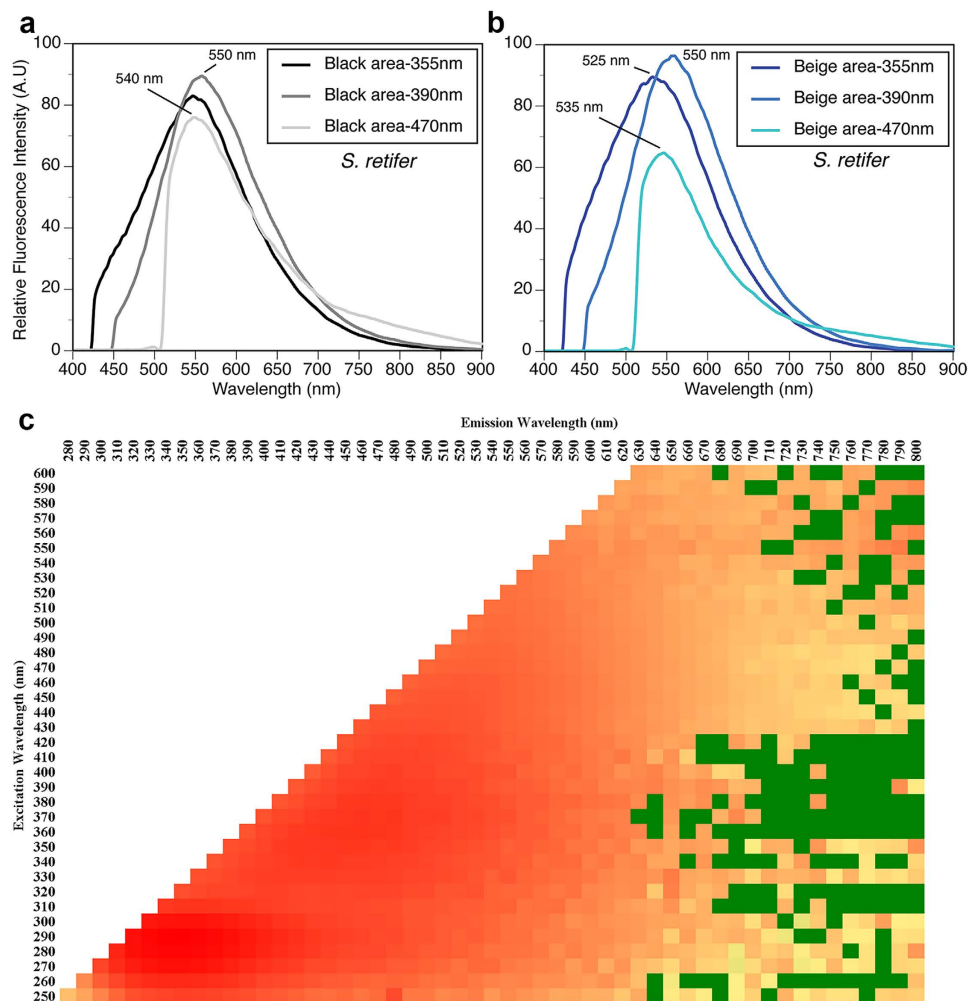 a
Relative Fluorescence Intensity (A.U)
100
80
60
40
20
0
400 450 500 550 600 650 700 750 800 850 900
Wavelength (nm)
540 nm
550 nm
Black area-355nm
Black area-390nm
Black area-470nm
S. retifer
b
100
80
60
40
20
0
400 450 500 550 600 650 700 750 800 850 900
Wavelength (nm)
525 nm
550 nm
535 nm
Beige area-355nm
Beige area-390nm
Beige area-470nm
S. retifer
c
Emission Wavelength (nm)
280 290 300 310 320 330 340 350 360 370 380 390 400 410 420 430 440 450 460 470 480 490 500 510 520 530 540 550 560 570 580 590 600 610 620 630 640 650 660 670 680 690 700 710 720 730 740 750 760 770 780 790 800
Excitation Wavelength (nm)
600
590
580
570
560
550
540
530
520
510
500
490
480
470
460
450
440
430
420
410
400
390
380
370
360
350
340
330
320
310
300
290
280
270
260
250